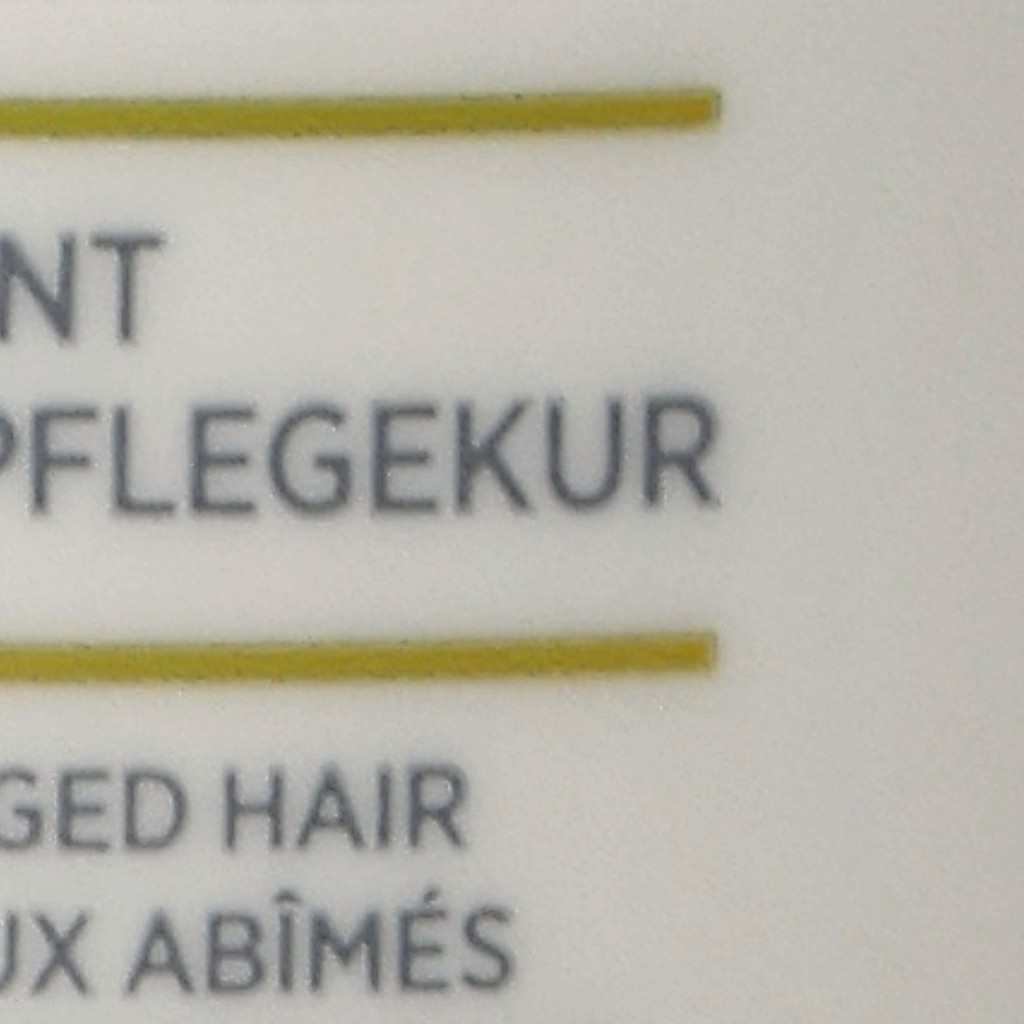 NT
PFLEGEKUR
GED HAIR
UX ABÎMÉS